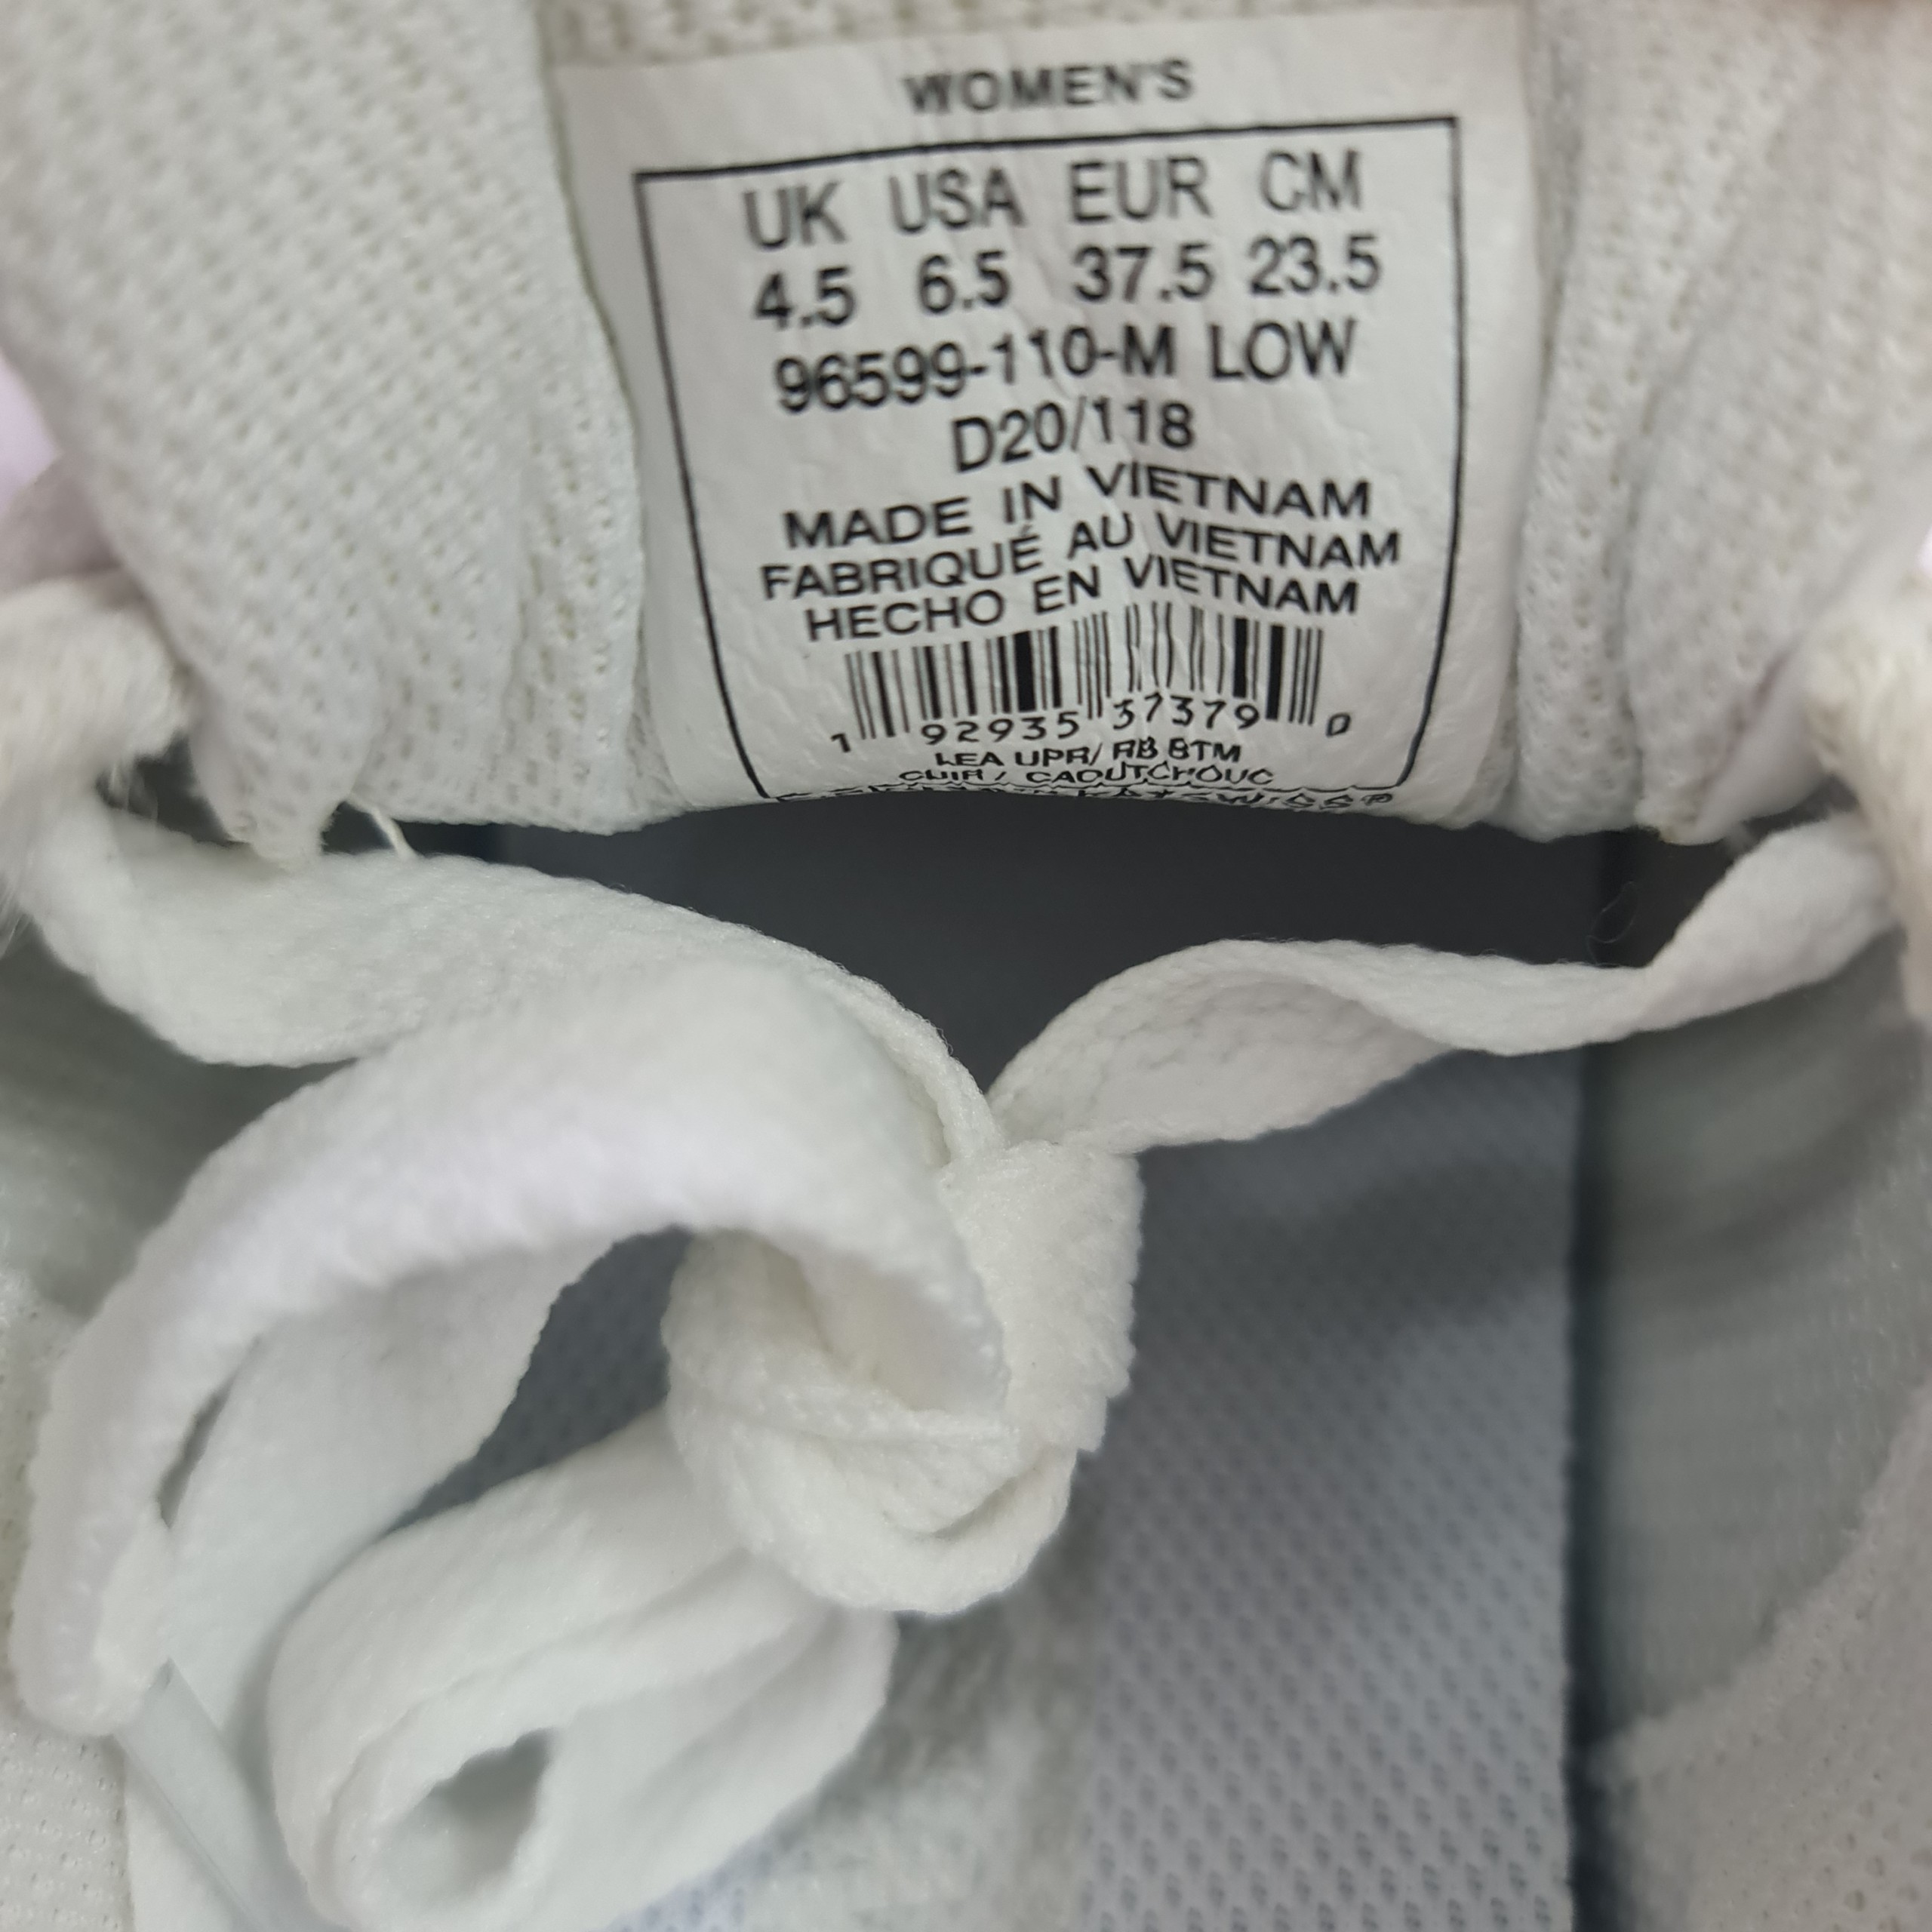 WOMEN'S
UK USA EUR CM
4.5 6.5 37.5 23.5
96599-110-M LOW
D20/118
MADE IN VIETNAM
FABRIQUÉ AU VIETNAM
HECHO EN VIETNAM
1 92935 37379 0
LEA UPR/ RB BTM
CUIR / CAOUTCHOUC